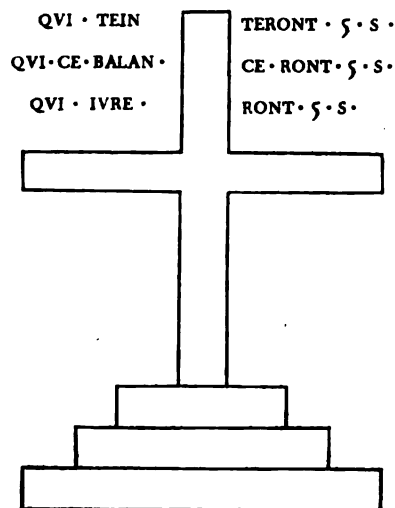 QVI · TEIN TERONT · 5 · S ·
QVI · CE · BALAN · CE · RONT · 5 · S ·
QVI · IVRE · RONT · 5 · S ·